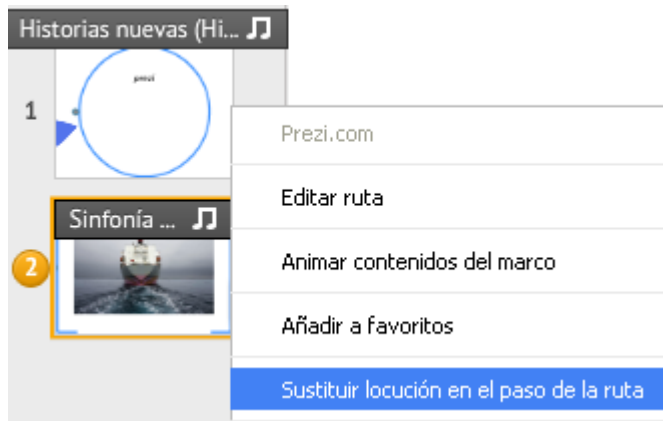 Historias nuevas (Hi...
prezi
1
Prezi.com
Editar ruta
Sinfonía ...
2
Animar contenidos del marco
Añadir a favoritos
Sustituir locución en el paso de la ruta